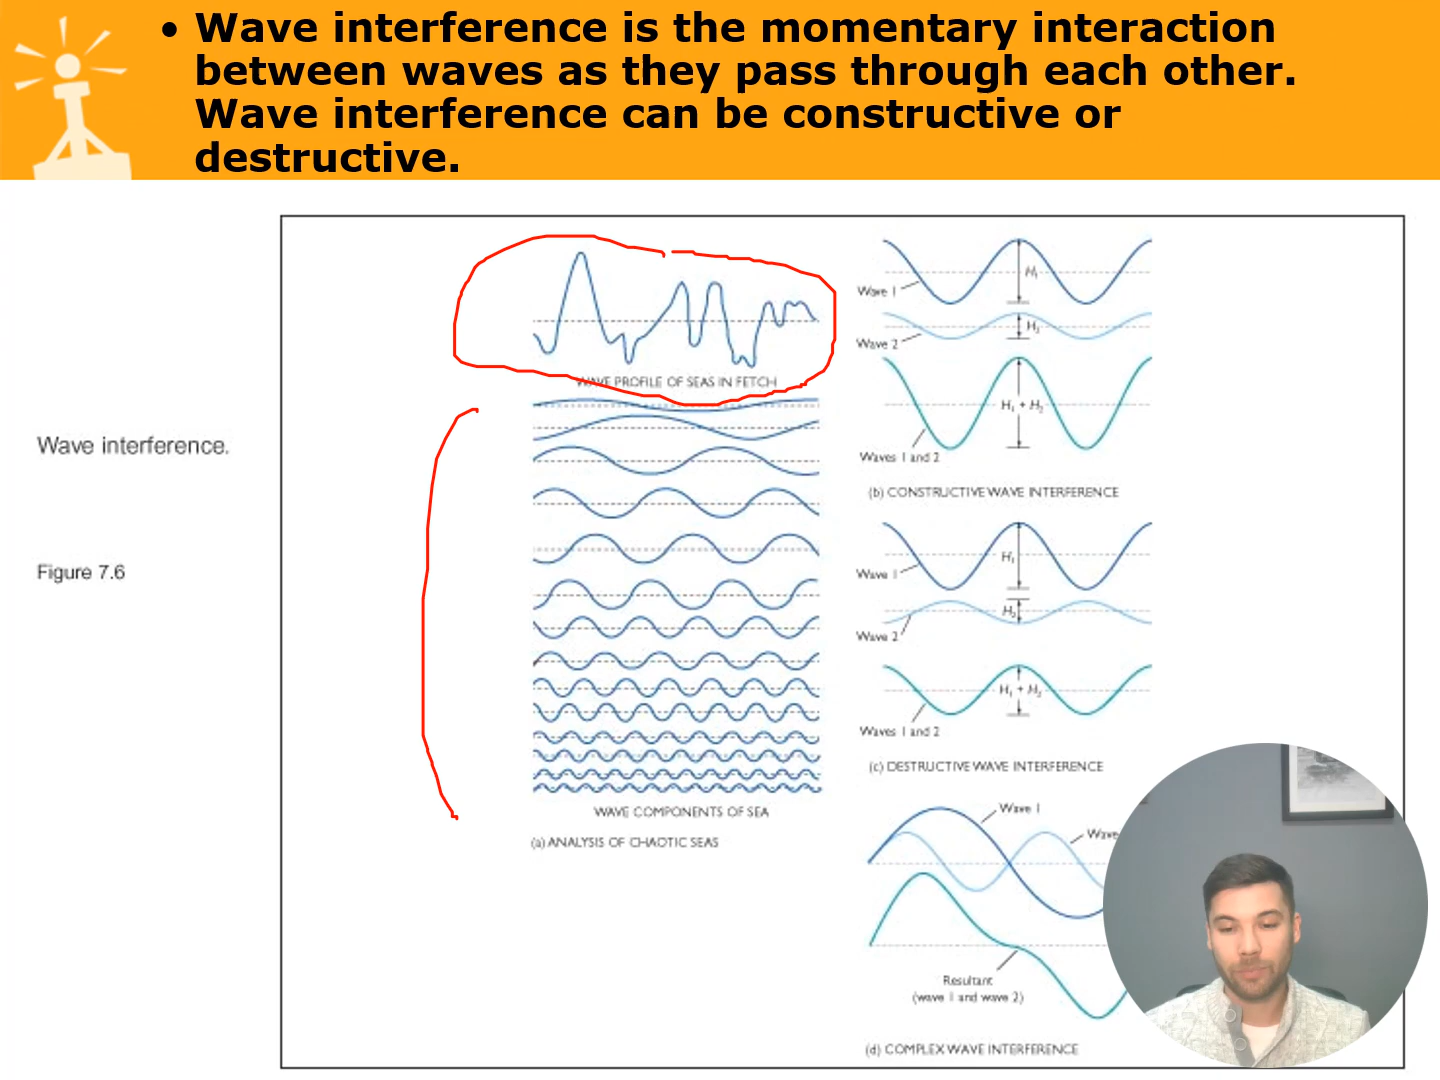 • Wave interference is the momentary interaction
between waves as they pass through each other.
Wave interference can be constructive or
destructive.
Wave interference.
Figure 7.6
WAVE PROFILE OF SEAS IN FETCH
WAVE COMPONENTS OF SEA
(a) ANALYSIS OF CHAOTIC SEAS
H₁
Wave 1
H₂
Wave 2
H₁ + H₂
Waves 1 and 2
(b) CONSTRUCTIVE WAVE INTERFERENCE
H₁
Wave 1
H₂
Wave 2
H₁ + H₂
Waves 1 and 2
(c) DESTRUCTIVE WAVE INTERFERENCE
Wave 1
Wave
Resultant
(wave 1 and wave 2)
(d) COMPLEX WAVE INTERFERENCE